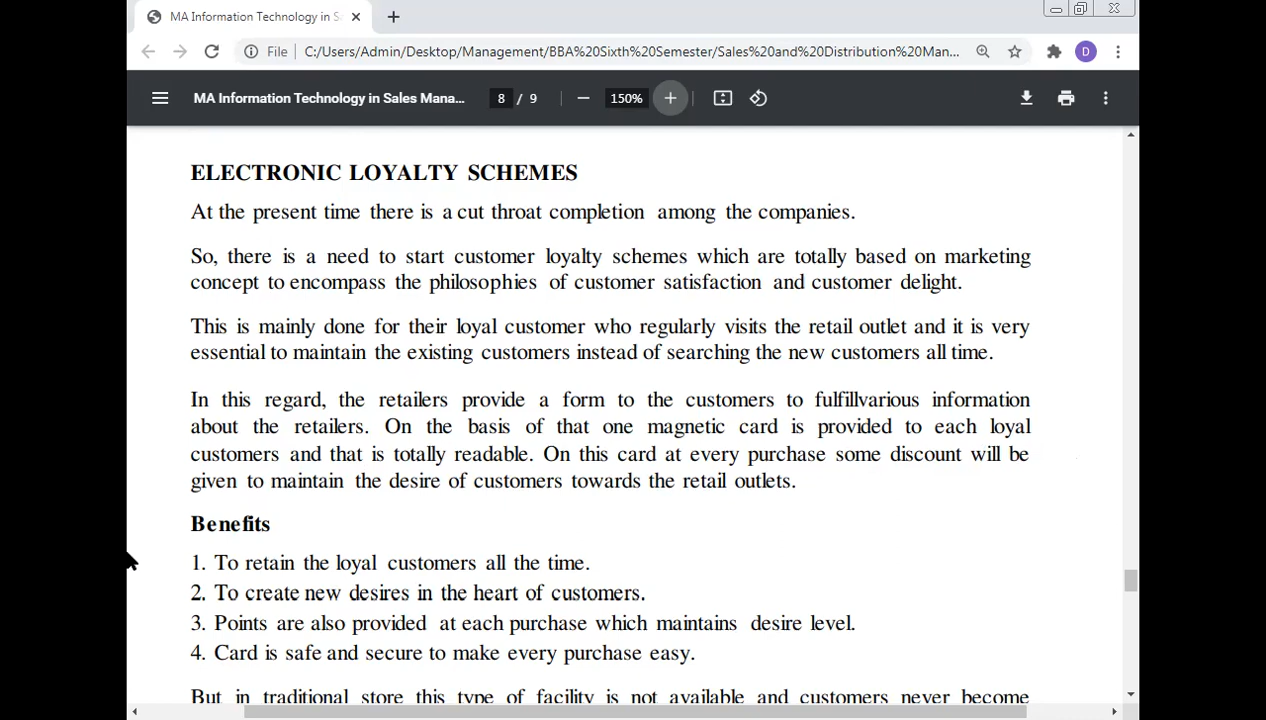 MA Information Technology in S
File C:/Users/Admin/Desktop/Management/BBA%20Sixth%20Semester/Sales%20and%20Distribution%20Man... D
MA Information Technology in Sales Mana... 8 / 9 150%
ELECTRONIC LOYALTY SCHEMES
At the present time there is a cut throat completion among the companies.
So, there is a need to start customer loyalty schemes which are totally based on marketing
concept to encompass the philosophies of customer satisfaction and customer delight.
This is mainly done for their loyal customer who regularly visits the retail outlet and it is very
essential to maintain the existing customers instead of searching the new customers all time.
In this regard, the retailers provide a form to the customers to fulfillvarious information
about the retailers. On the basis of that one magnetic card is provided to each loyal
customers and that is totally readable. On this card at every purchase some discount will be
given to maintain the desire of customers towards the retail outlets.
Benefits
1. To retain the loyal customers all the time.
2. To create new desires in the heart of customers.
3. Points are also provided at each purchase which maintains desire level.
4. Card is safe and secure to make every purchase easy.
But in traditional store this type of facility is not available and customers never become